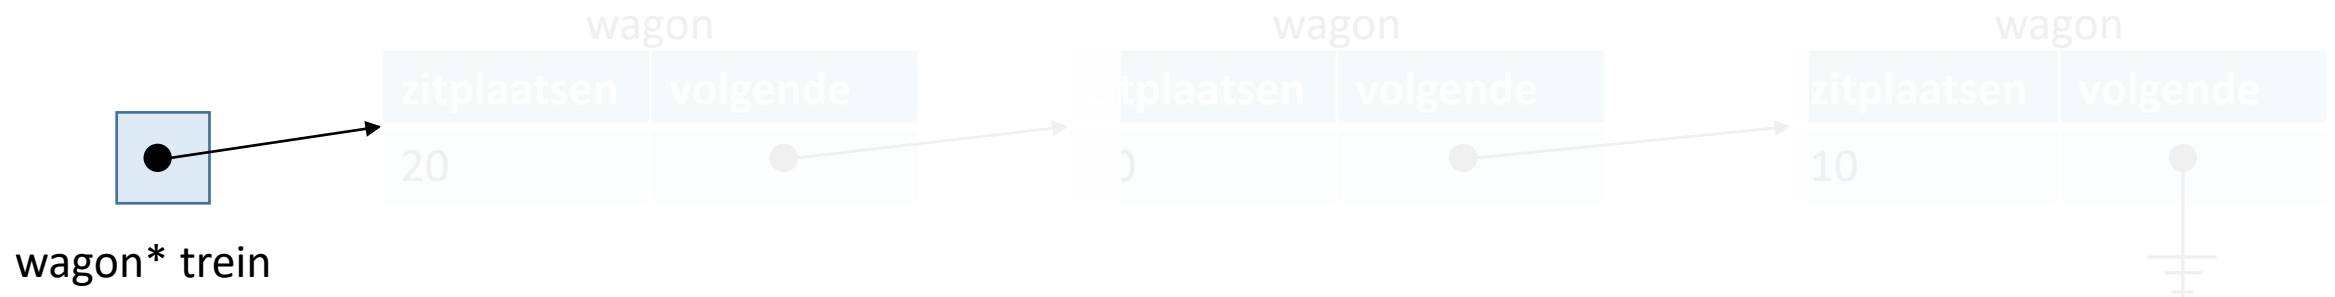 wagon wagon wagon
zitplaatsen volgende tplaatsen volgende zitplaatsen volgende
20 10
wagon* trein